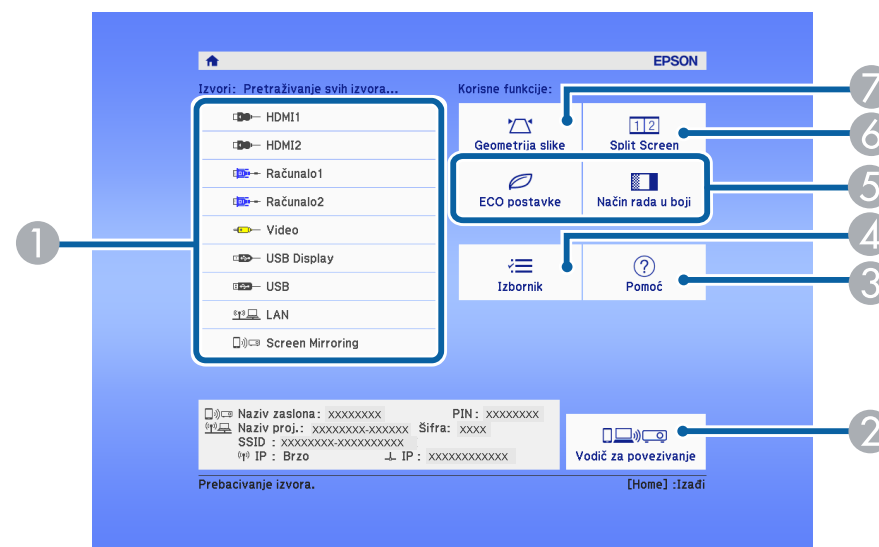 EPSON
Izvori: Pretraživanje svih izvora...
HDMI1
HDMI2
Računalo1
Računalo2
Video
USB Display
USB
LAN
Screen Mirroring
Korisne funkcije:
Geometrija slike
Split Screen
1 2
ECO postavke
Način rada u boji
Izbornik
?
Pomoć
Naziv zaslona: xxxxxxxx PIN: xxxxxxxx
Naziv proj.: xxxxxxxx-xxxxxx Šifra: xxxx
SSID : xxxxxxxx-xxxxxxxxxx
IP : Brzo IP : xxxxxxxxxxxx
Vodič za povezivanje
Prebacivanje izvora. [Home] :Izađi
1
7
6
5
4
3
2